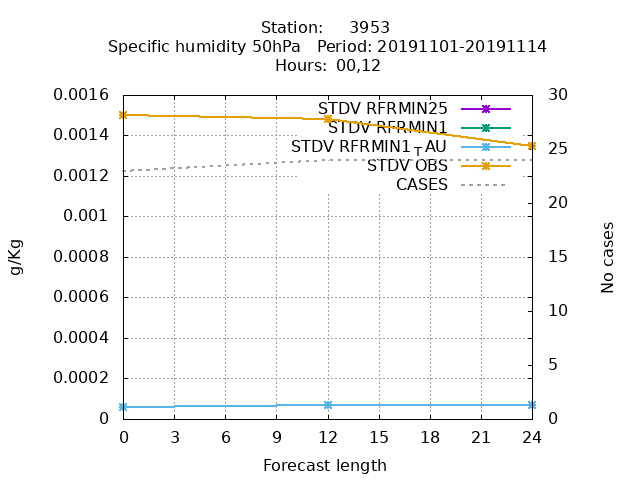 Station: 3953
Specific humidity 50hPa Period: 20191101-20191114
Hours: 00,12
0.0016
0.0014
0.0012
0.001
0.0008
0.0006
0.0004
0.0002
0
g/Kg
STDV RFRMIN25
STDV RFRMIN1
STDV RFRMIN1_TAU
STDV OBS
CASES
30
25
20
15
10
5
0
No cases
0 3 6 9 12 15 18 21 24
Forecast length